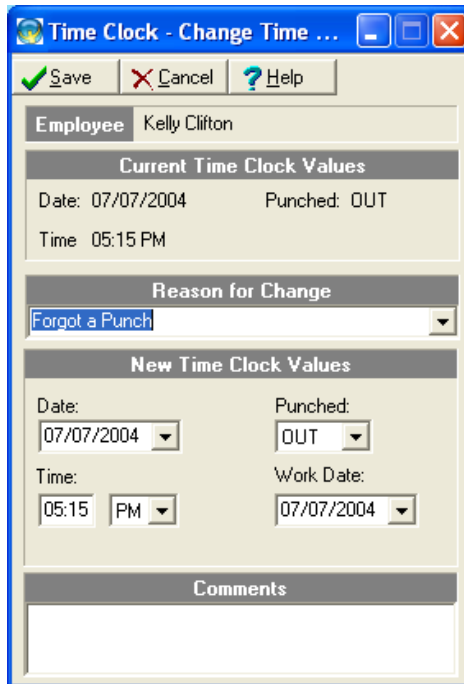 Time Clock - Change Time ...
Save Cancel Help
Employee Kelly Clifton
Current Time Clock Values
Date: 07/07/2004 Punched: OUT
Time 05:15 PM
Reason for Change
Forgot a Punch
New Time Clock Values
Date: Punched:
07/07/2004 OUT
Time: Work Date:
05:15 PM 07/07/2004
Comments